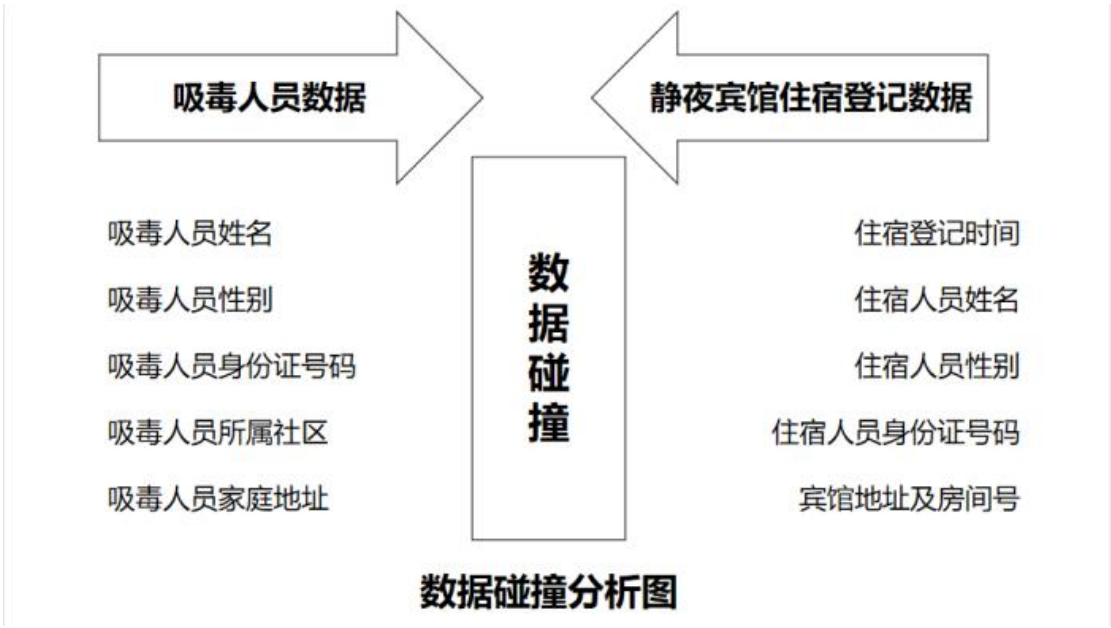 吸毒人员数据
静夜宾馆住宿登记数据
吸毒人员姓名
吸毒人员性别
吸毒人员身份证号码
吸毒人员所属社区
吸毒人员家庭地址
数
据
碰
撞
住宿登记时间
住宿人员姓名
住宿人员性别
住宿人员身份证号码
宾馆地址及房间号
数据碰撞分析图